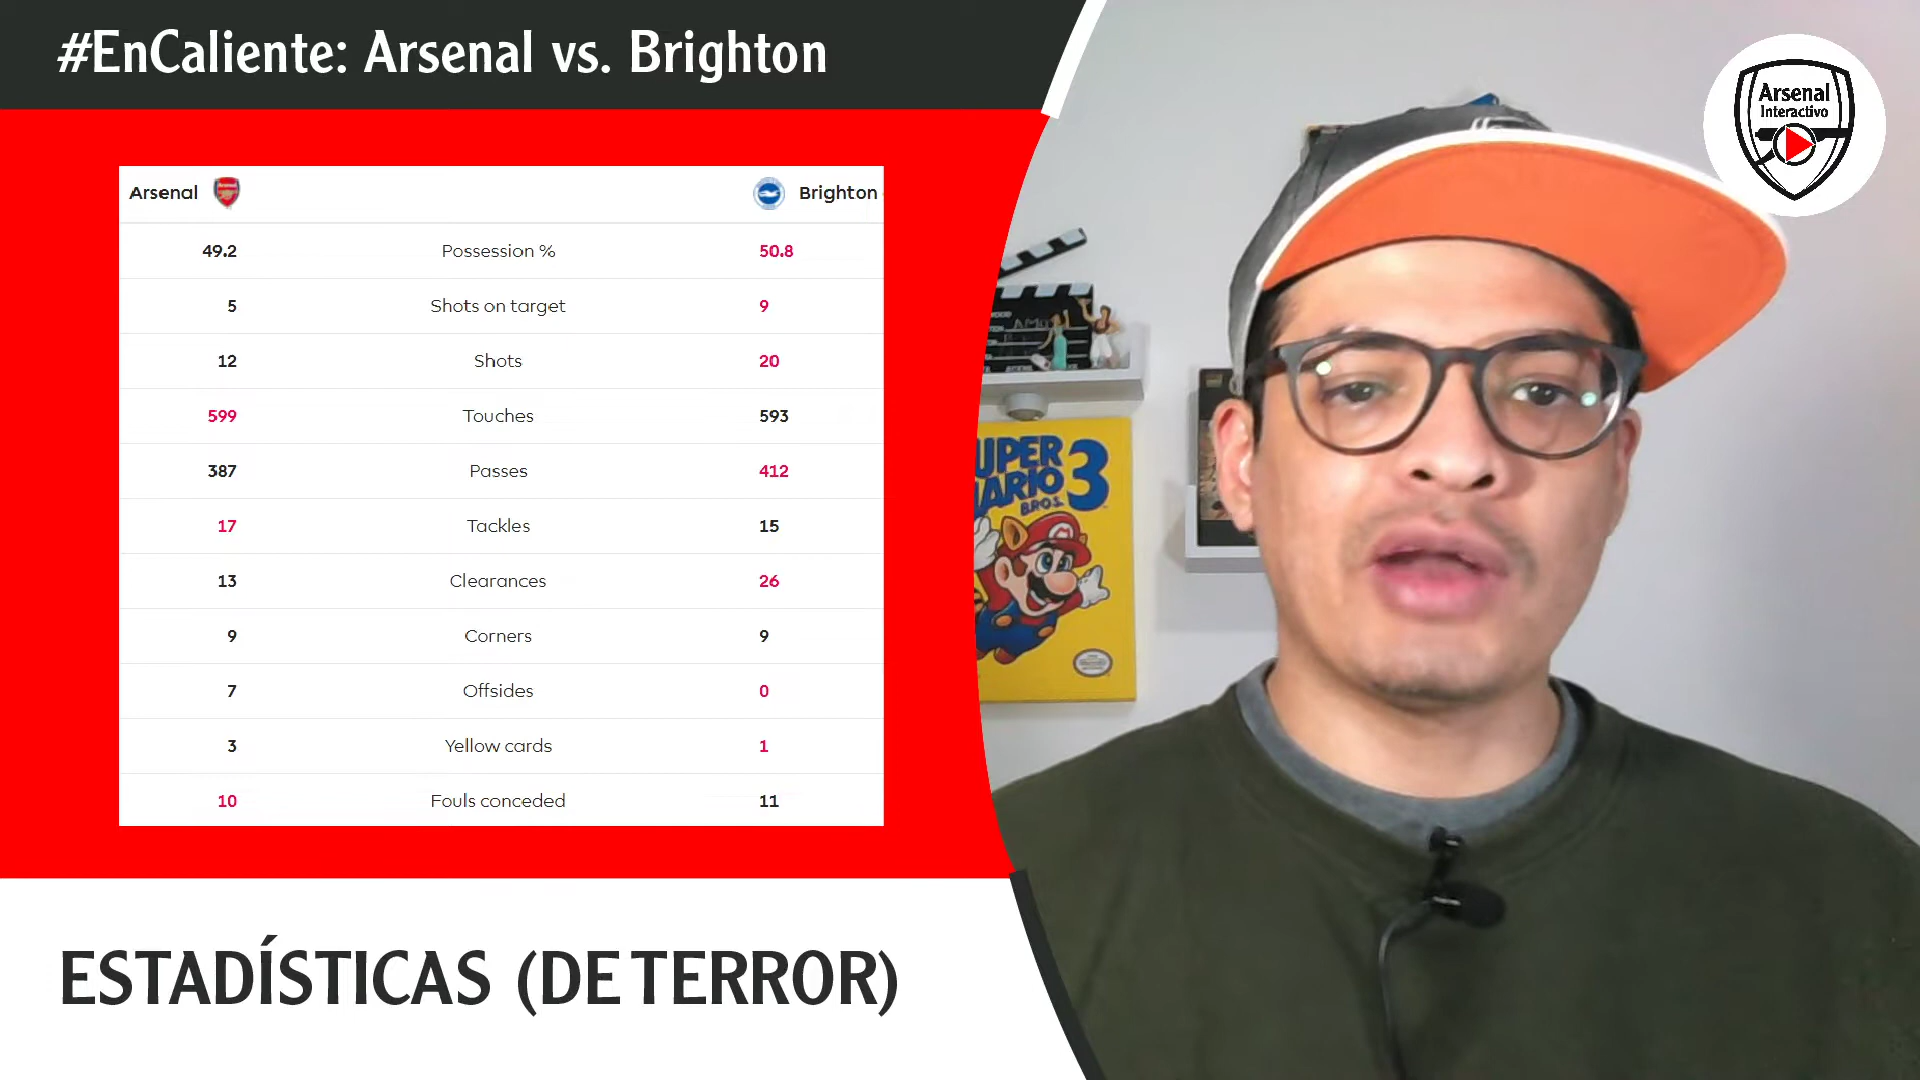 #EnCaliente: Arsenal vs. Brighton
Arsenal
Interactivo
Arsenal Brighton
49.2 Possession % 50.8
5 Shots on target 9
12 Shots 20
599 Touches 593
387 Passes 412
17 Tackles 15
13 Clearances 26
9 Corners 9
7 Offsides 0
3 Yellow cards 1
10 Fouls conceded 11
UPER
ARIO 3
BROS.
ESTADÍSTICAS (DE TERROR)